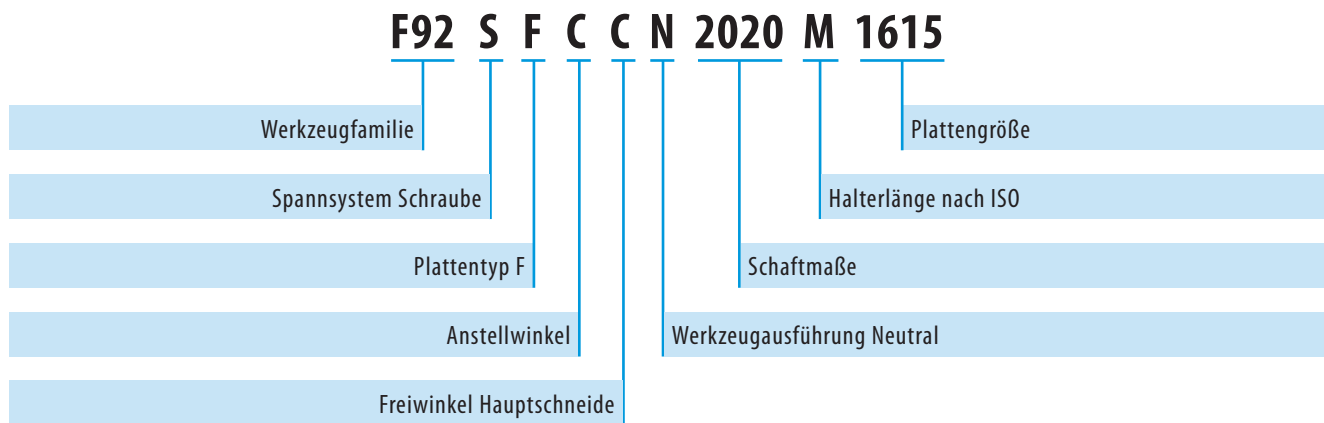 F92 S F C C N 2020 M 1615
Werkzeugfamilie
Plattengröße
Spannsystem Schraube
Halterlänge nach ISO
Plattentyp F
Schaftmaße
Anstellwinkel
Werkzeugausführung Neutral
Freiwinkel Hauptschneide